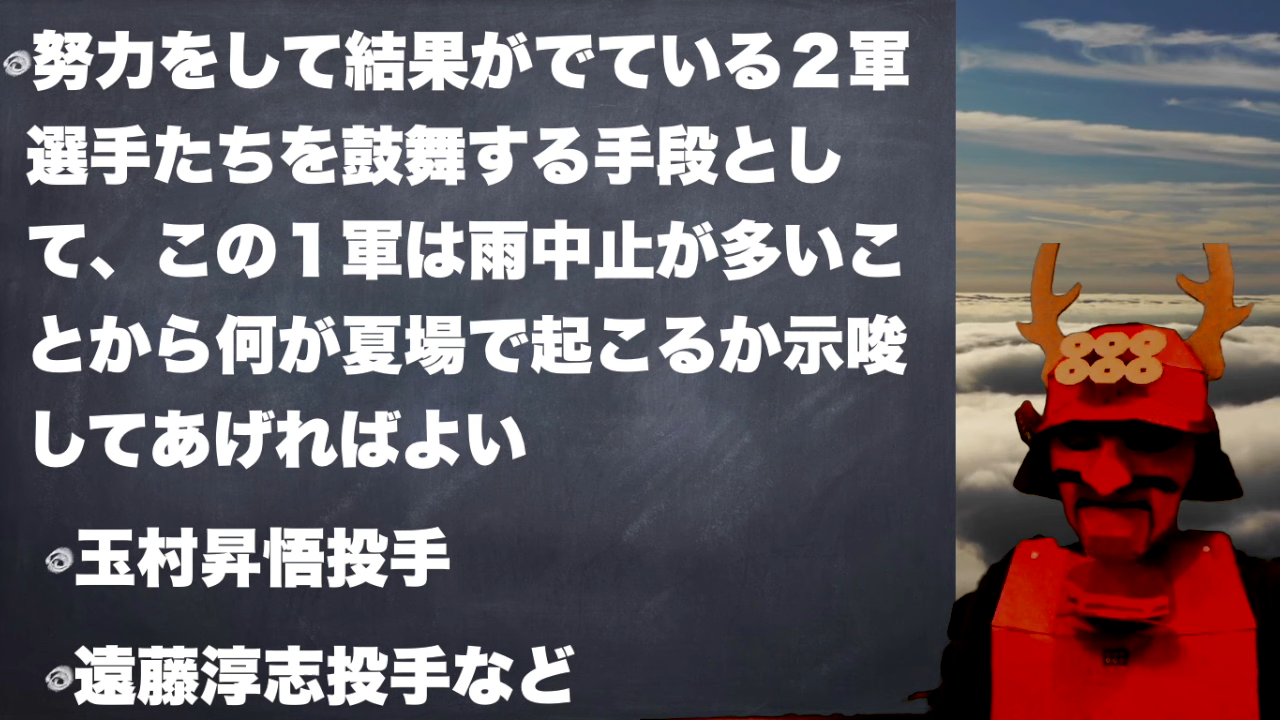 努力をして結果がでている２軍
選手たちを鼓舞する手段とし
て、この１軍は雨中止が多いこ
とから何が夏場で起こるか示唆
してあげればよい
玉村昇悟投手
遠藤淳志投手など